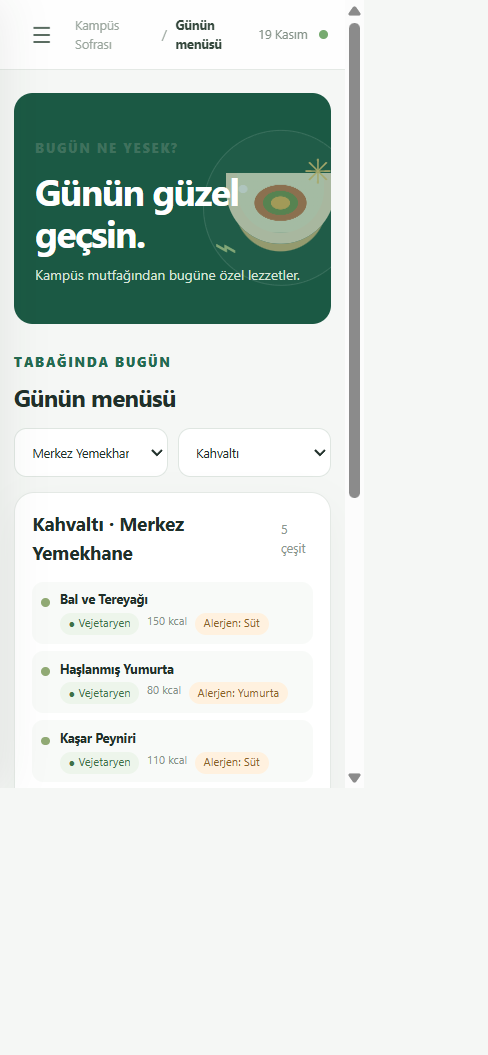 Kampüs Sofrası / Günün menüsü 19 Kasım
BUGÜN NE YESEK?
Günün güzel
geçsin.
Kampüs mutfağından bugüne özel lezzetler.
TABAĞINDA BUGÜN
Günün menüsü
Merkez Yemekhar Kahvaltı
Kahvaltı · Merkez Yemekhane
5 çeşit
Bal ve Tereyağı
Vejetaryen 150 kcal Alerjen: Süt
Haşlanmış Yumurta
Vejetaryen 80 kcal Alerjen: Yumurta
Kaşar Peyniri
Vejetaryen 110 kcal Alerjen: Süt